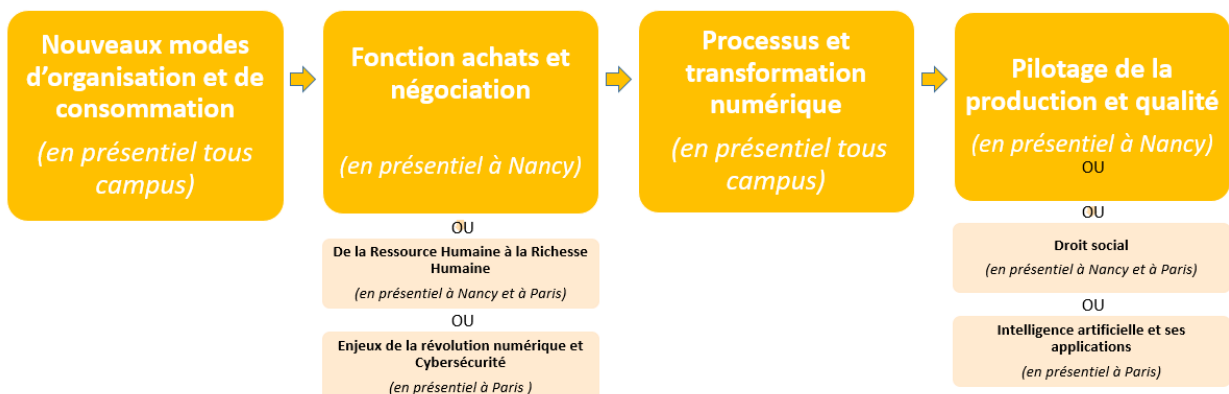 Nouveaux modes
d'organisation et de
consommation
(en présentiel tous
campus)
Fonction achats et
négociation
(en présentiel à Nancy)
OU
De la Ressource Humaine à la Richesse
Humaine
(en présentiel à Nancy et à Paris)
OU
Enjeux de la révolution numérique et
Cybersécurité
(en présentiel à Paris )
Processus et
transformation
numérique
(en présentiel tous
campus)
Pilotage de la
production et qualité
(en présentiel à Nancy)
OU
OU
Droit social
(en présentiel à Nancy et à Paris)
OU
Intelligence artificielle et ses
applications
(en présentiel à Paris)